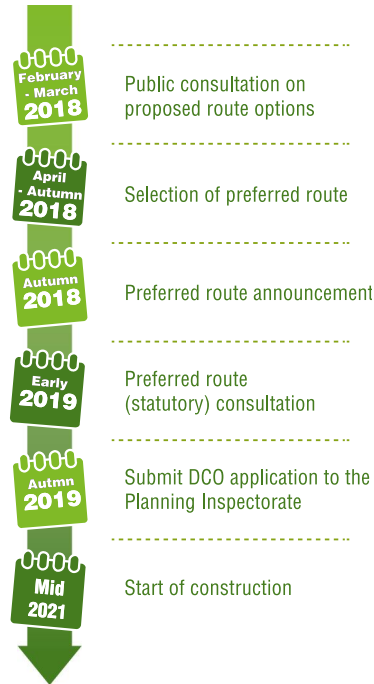 February
- March
2018
Public consultation on
proposed route options
April
- Autumn
2018
Selection of preferred route
Autumn
2018
Preferred route announcement
Early
2019
Preferred route
(statutory) consultation
Autmn
2019
Submit DCO application to the
Planning Inspectorate
Mid
2021
Start of construction